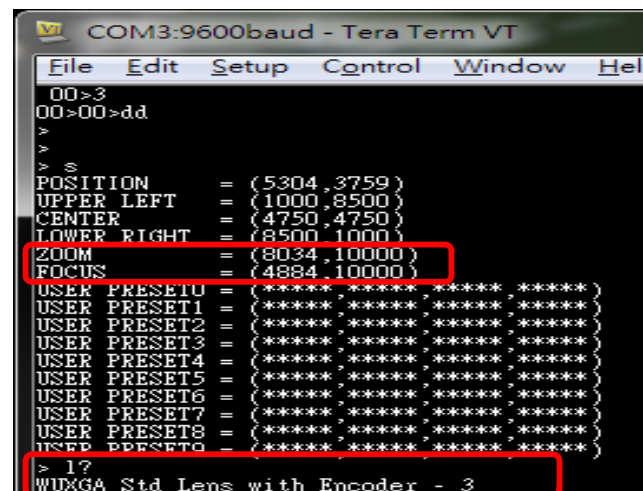 COM3:9600baud - Tera Term VT
File Edit Setup Control Window Hel
00>3
00>00>dd
>
>
> s
POSITION = (5304,3759)
UPPER LEFT = (1000,8500)
CENTER = (4750,4750)
LOWER RIGHT = (8500,1000)
ZOOM = (8034,10000)
FOCUS = (4884,10000)
USER PRESET0 = (*****,*****,*****,*****)
USER PRESET1 = (*****,*****,*****,*****)
USER PRESET2 = (*****,*****,*****,*****)
USER PRESET3 = (*****,*****,*****,*****)
USER PRESET4 = (*****,*****,*****,*****)
USER PRESET5 = (*****,*****,*****,*****)
USER PRESET6 = (*****,*****,*****,*****)
USER PRESET7 = (*****,*****,*****,*****)
USER PRESET8 = (*****,*****,*****,*****)
USER PRESET9 = (*****,*****,*****,*****)
> l?
WUXGA Std Lens with Encoder - 3